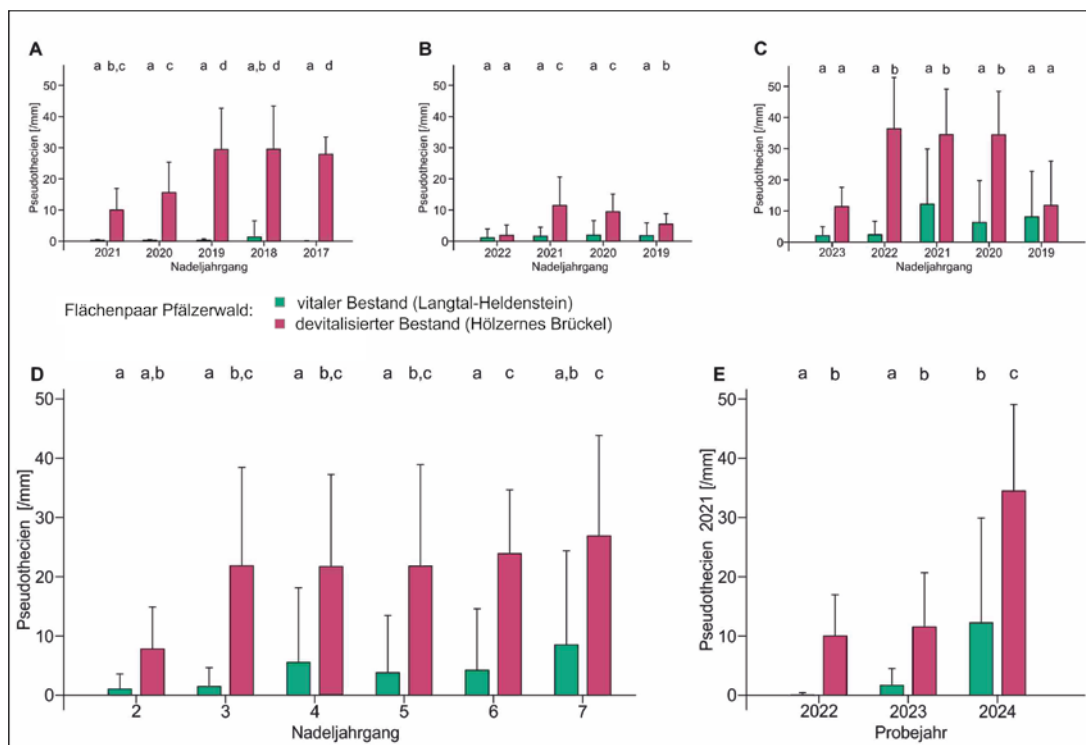 A
a b,c a c a d a,b d a d
Pseudothecien [/mm]
50
40
30
20
10
0
2021 2020 2019 2018 2017
Nadeljahrgang
B
a a a c a c a b
Pseudothecien [/mm]
50
40
30
20
10
0
2022 2021 2020 2019
Nadeljahrgang
C
a a a b a b a b a a
Pseudothecien [/mm]
50
40
30
20
10
0
2023 2022 2021 2020 2019
Nadeljahrgang
Flächenpaar Pfälzerwald:
vitaler Bestand (Langtal-Heldenstein)
devitalisierter Bestand (Hölzernes Brückel)
D
a a,b a b,c a b,c a b,c a c a,b c
Pseudothecien [/mm]
50
40
30
20
10
0
2 3 4 5 6 7
Nadeljahrgang
E
a b a b b c
Pseudothecien 2021 [/mm]
50
40
30
20
10
0
2022 2023 2024
Probejahr